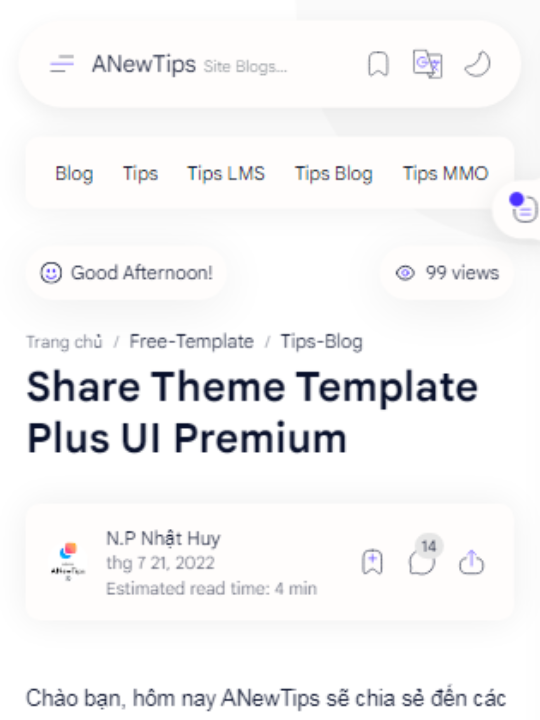 ANewTips Site Blogs...
Blog Tips Tips LMS Tips Blog Tips MMO
Good Afternoon! 99 views
Trang chủ / Free-Template / Tips-Blog
Share Theme Template
Plus UI Premium
N.P Nhật Huy
14
thg 7 21, 2022
Estimated read time: 4 min
Chào bạn, hôm nay ANewTips sẽ chia sẻ đến các